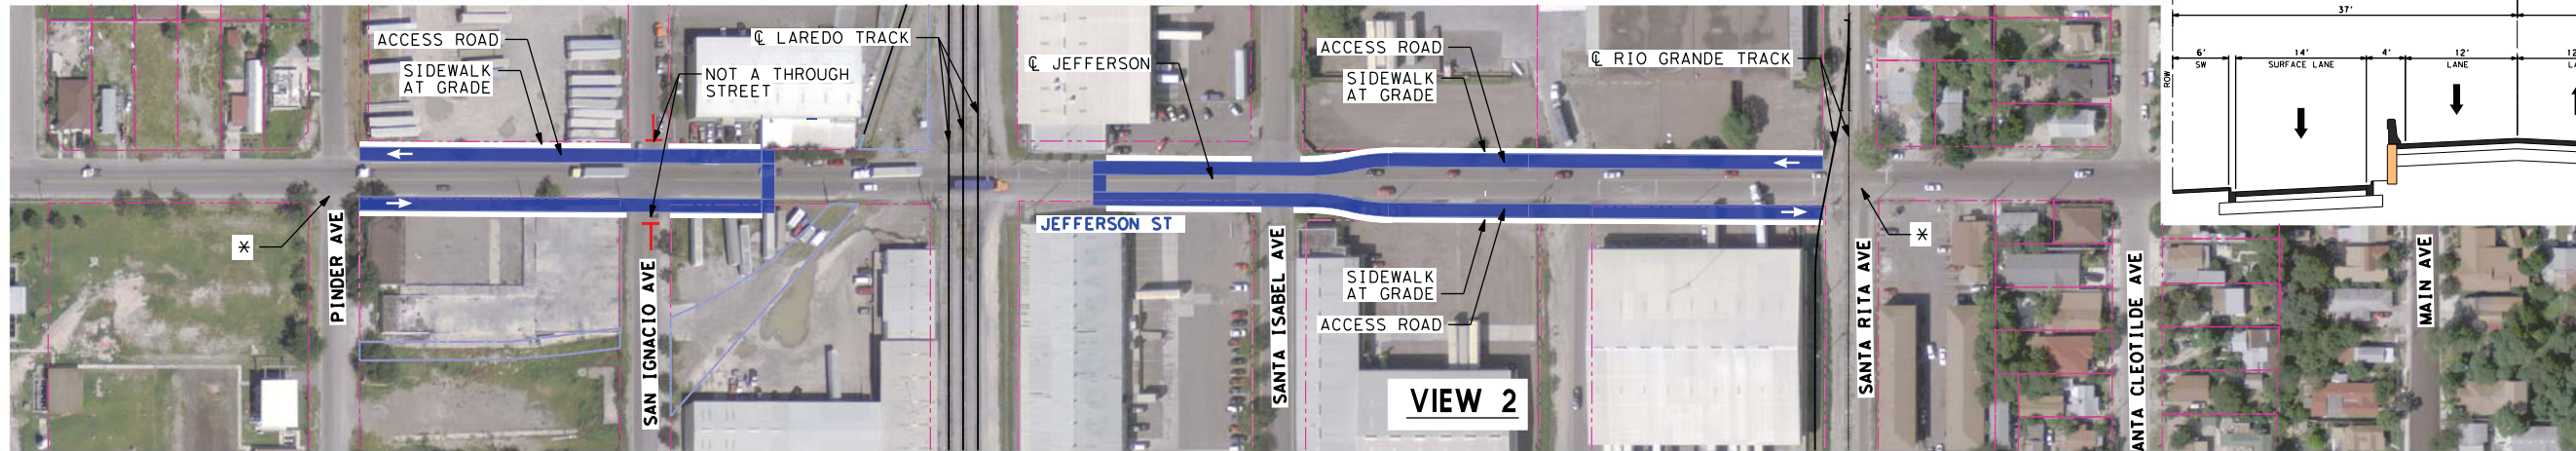 ACCESS ROAD
SIDEWALK
AT GRADE
NOT A THROUGH
STREET
℄ LAREDO TRACK
℄ JEFFERSON
ACCESS ROAD
SIDEWALK
AT GRADE
℄ RIO GRANDE TRACK
37'
6'
14'
4'
12'
SW
SURFACE LANE
LANE
ROW
JEFFERSON ST
*
*
PINDER AVE
SAN IGNACIO AVE
SANTA ISABEL AVE
SIDEWALK
AT GRADE
ACCESS ROAD
SANTA RITA AVE
ANTA CLEOTILDE AVE
MAIN AVE
VIEW 2